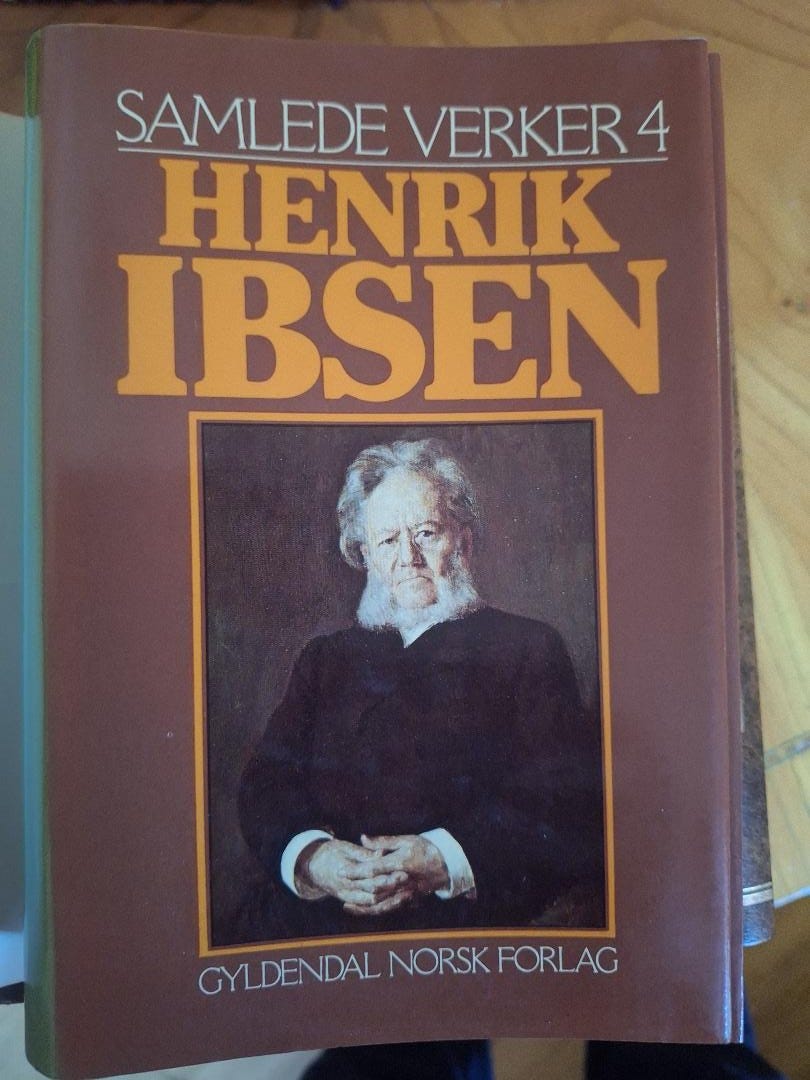 SAMLEDE VERKER 4
HENRIK
IBSEN
GYLDENDAL NORSK FORLAG